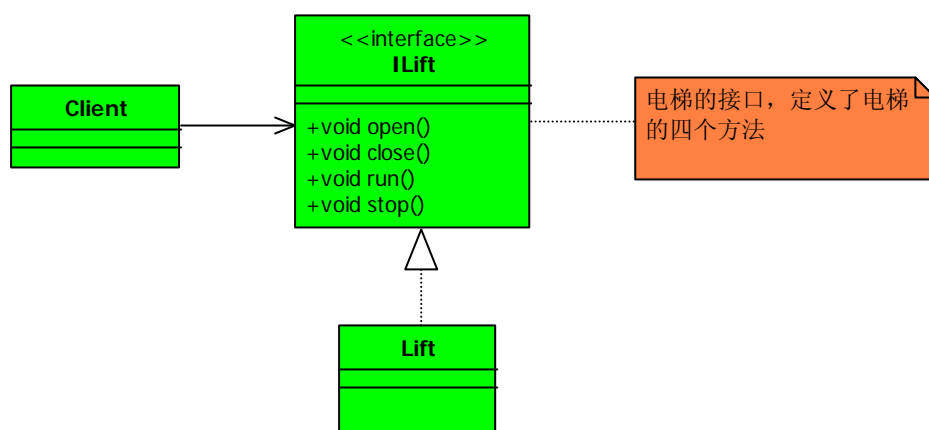 <<interface>>
ILift
Client
+void open()
+void close()
+void run()
+void stop()
电梯的接口，定义了电梯
的四个方法
Lift